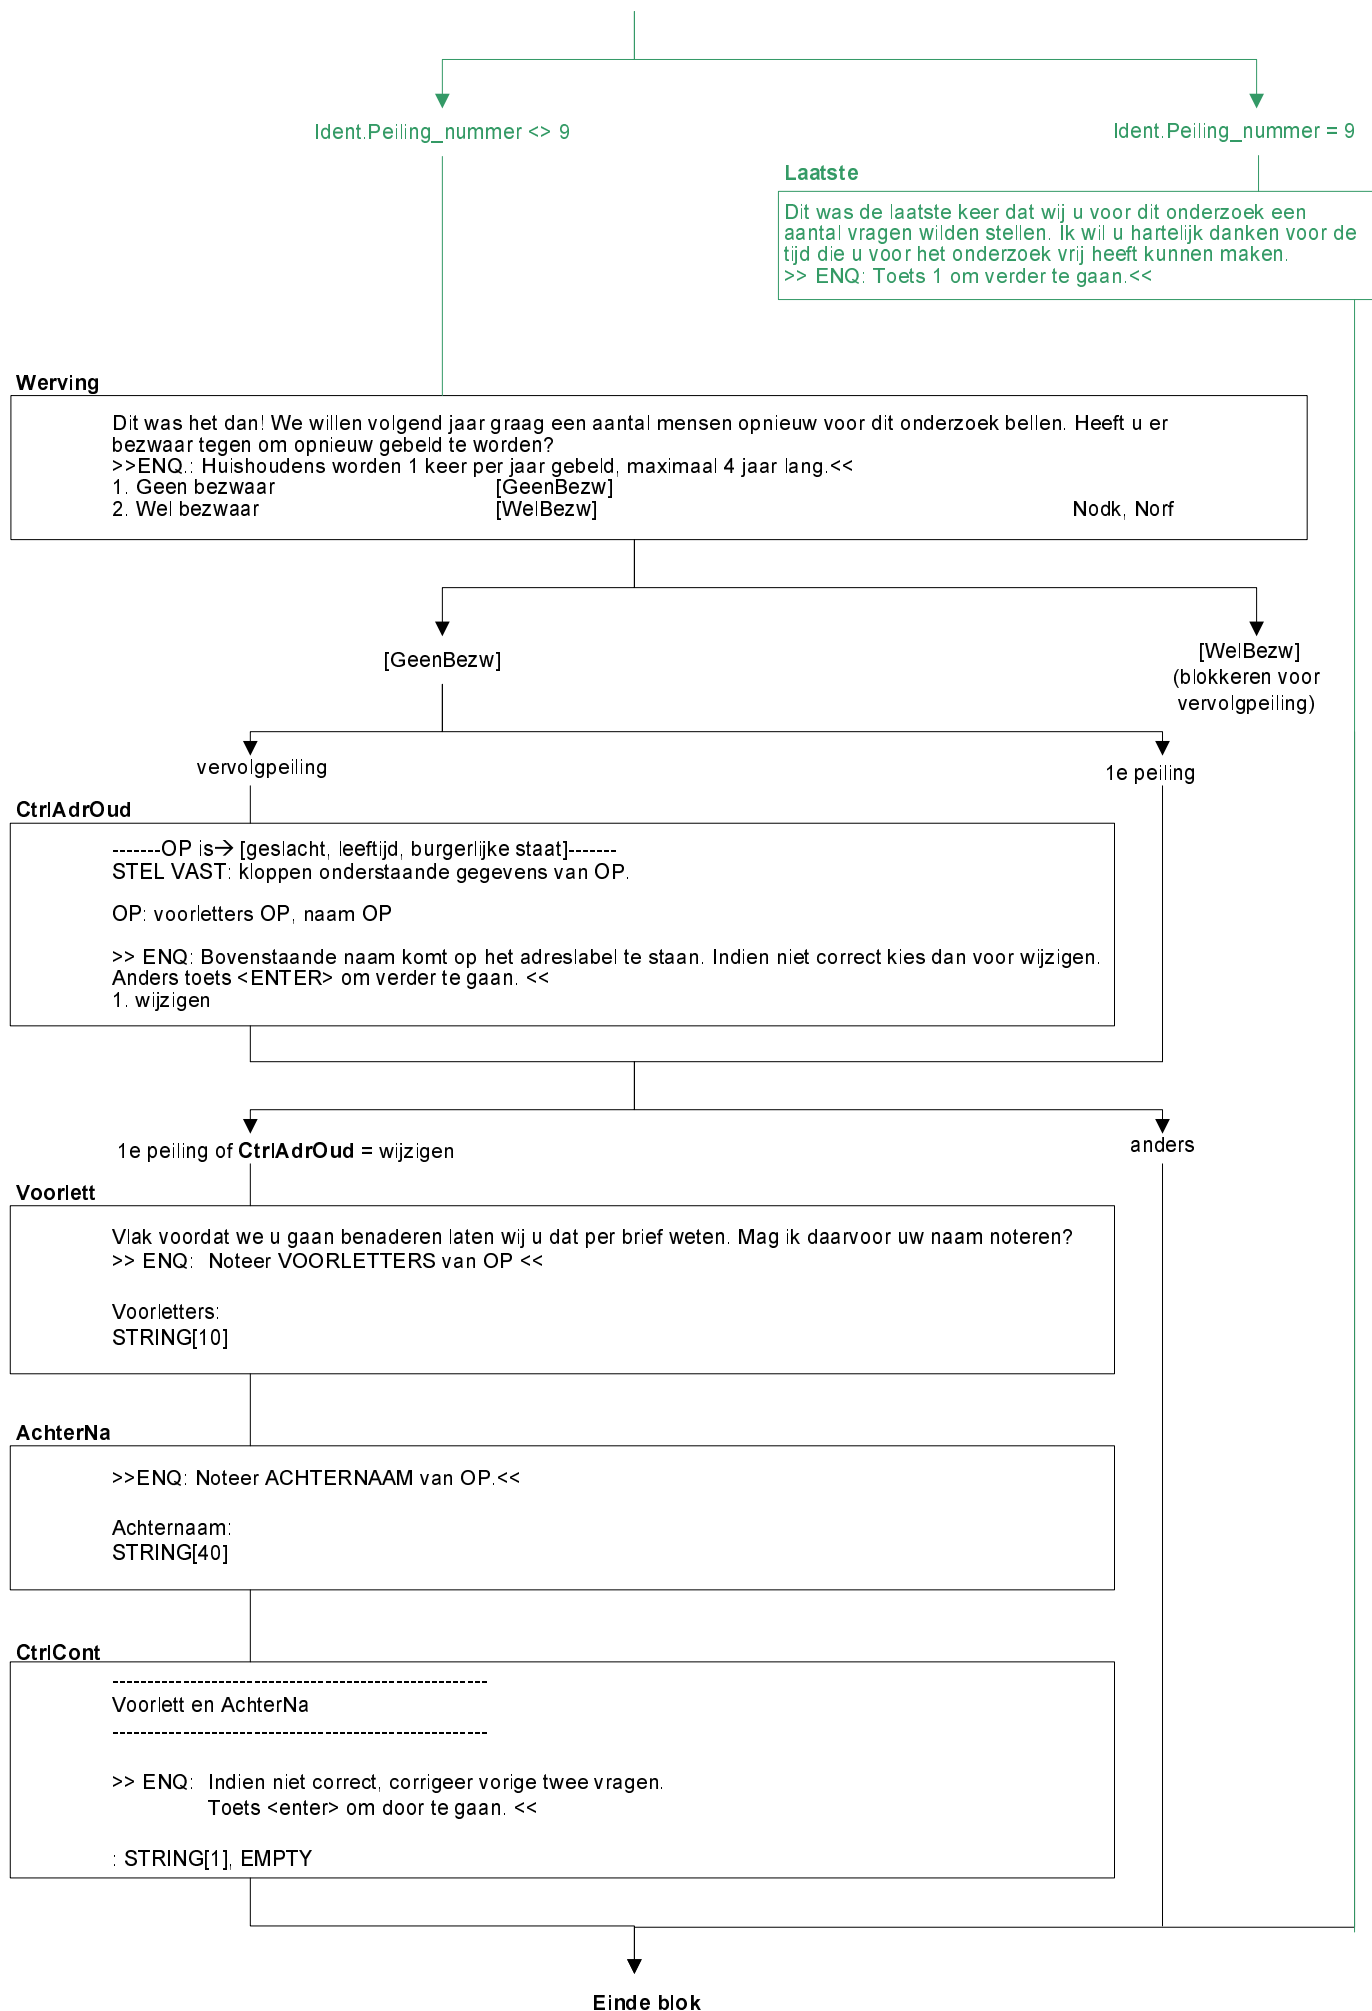 Ident.Peiling_nummer <> 9
Ident.Peiling_nummer = 9
Laatste
Dit was de laatste keer dat wij u voor dit onderzoek een
aantal vragen wilden stellen. Ik wil u hartelijk danken voor de
tijd die u voor het onderzoek vrij heeft kunnen maken.
>> ENQ: Toets 1 om verder te gaan.<<
Werving
Dit was het dan! We willen volgend jaar graag een aantal mensen opnieuw voor dit onderzoek bellen. Heeft u er
bezwaar tegen om opnieuw gebeld te worden?
>>ENQ.: Huishoudens worden 1 keer per jaar gebeld, maximaal 4 jaar lang.<<
1. Geen bezwaar [GeenBezw]
2. Wel bezwaar [WelBezw] Nodk, Norf
[GeenBezw]
[WelBezw]
(blokkeren voor
vervolgpeiling)
vervolgpeiling
1e peiling
CtrlAdrOud
-------OP is→ [geslacht, leeftijd, burgerlijke staat]-------
STEL VAST: kloppen onderstaande gegevens van OP.
OP: voorletters OP, naam OP
>> ENQ: Bovenstaande naam komt op het adreslabel te staan. Indien niet correct kies dan voor wijzigen.
Anders toets <ENTER> om verder te gaan. <<
1. wijzigen
1e peiling of CtrlAdrOud = wijzigen
anders
Voorlett
Vlak voordat we u gaan benaderen laten wij u dat per brief weten. Mag ik daarvoor uw naam noteren?
>> ENQ: Noteer VOORLETTERS van OP <<
Voorletters:
STRING[10]
AchterNa
>>ENQ: Noteer ACHTERNAAM van OP.<<
Achternaam:
STRING[40]
CtrlCont
------------------------------------------------------
Voorlett en AchterNa
------------------------------------------------------
>> ENQ: Indien niet correct, corrigeer vorige twee vragen.
Toets <enter> om door te gaan. <<
: STRING[1], EMPTY
Einde blok